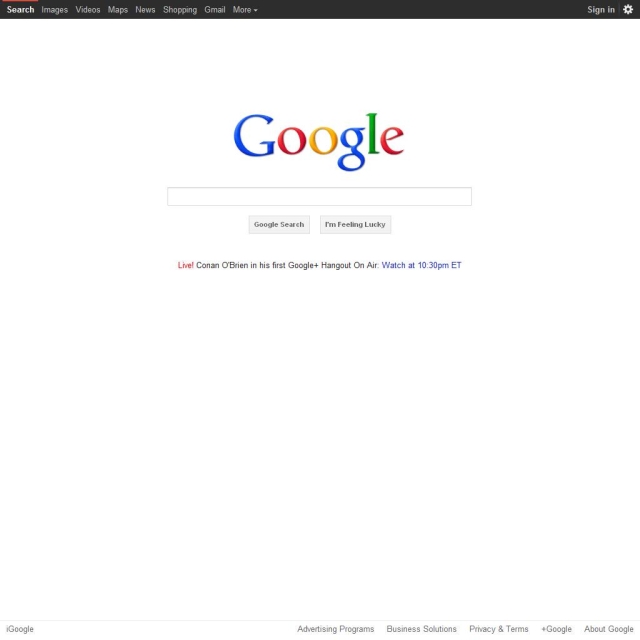 Search Images Videos Maps News Shopping Gmail More Sign in
Google
Google Search I'm Feeling Lucky
Live! Conan O'Brien in his first Google+ Hangout On Air: Watch at 10:30pm ET
iGoogle Advertising Programs Business Solutions Privacy & Terms +Google About Google